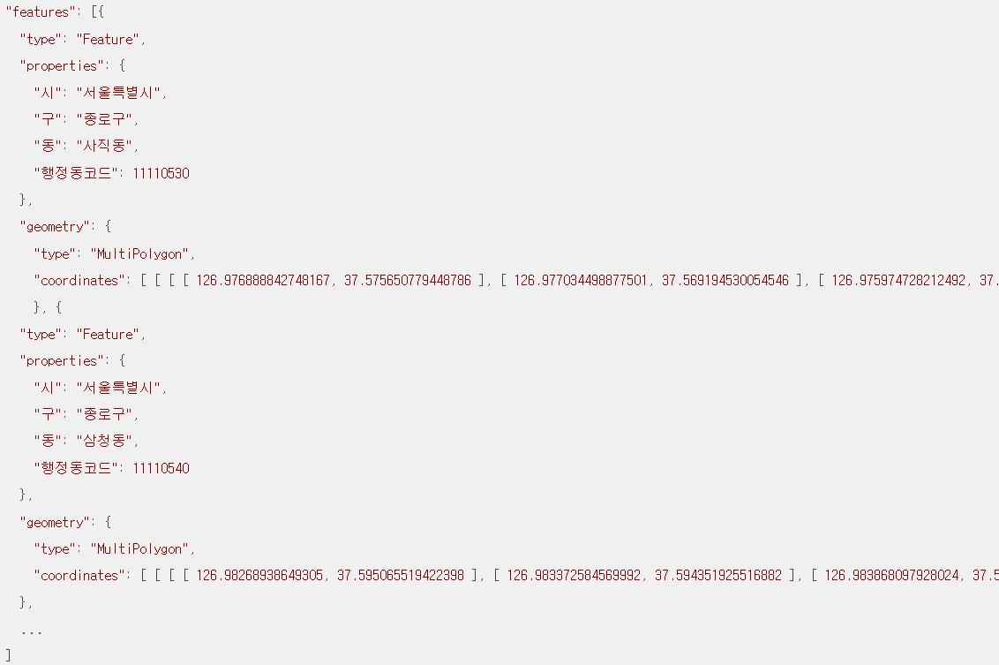 "features": [{
"type": "Feature",
"properties": {
"시": "서울특별시",
"구": "종로구",
"동": "사직동",
"행정동코드": 11110530
},
"geometry": {
"type": "MultiPolygon",
"coordinates": [ [ [ [ 126.976888842748167, 37.575650779448786 ], [ 126.977034498877501, 37.569194530054546 ], [ 126.975974728212492, 37.
}, {
"type": "Feature",
"properties": {
"시": "서울특별시",
"구": "종로구",
"동": "삼청동",
"행정동코드": 11110540
},
"geometry": {
"type": "MultiPolygon",
"coordinates": [ [ [ [ 126.98268938649305, 37.595065519422398 ], [ 126.983372584569992, 37.594351925516882 ], [ 126.983868097928024, 37.5
},
...
]